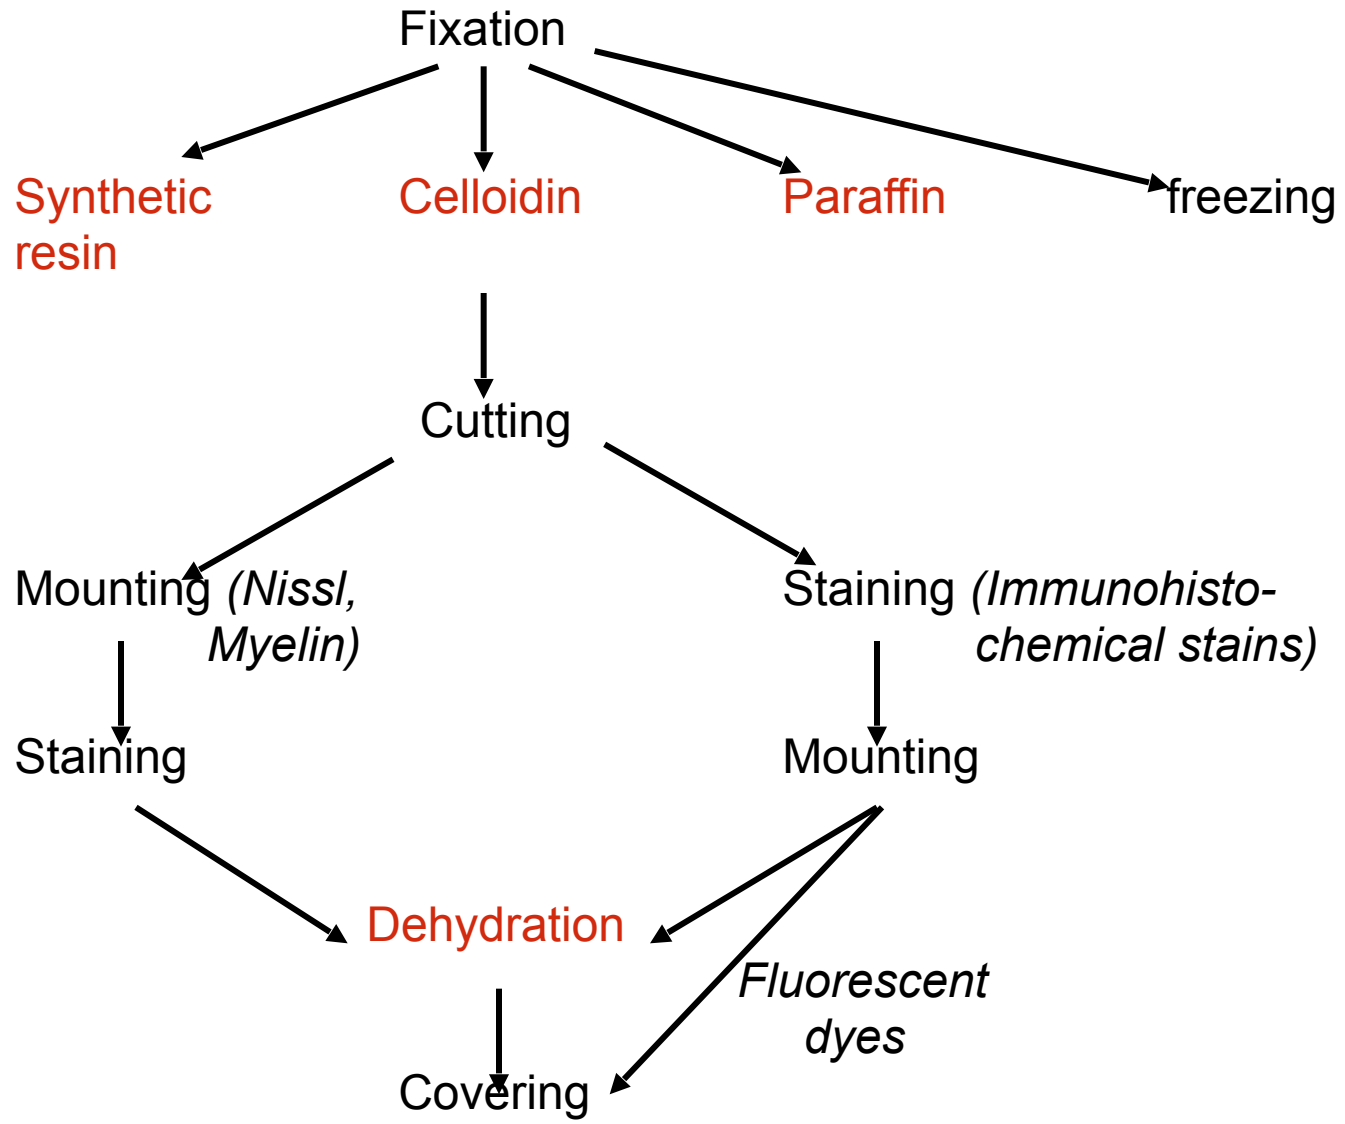 Fixation
Synthetic
resin
Celloidin
Paraffin
freezing
Cutting
Mounting (Nissl,
Myelin)
Staining (Immunohisto-
chemical stains)
Staining
Mounting
Dehydration
Fluorescent
dyes
Covering